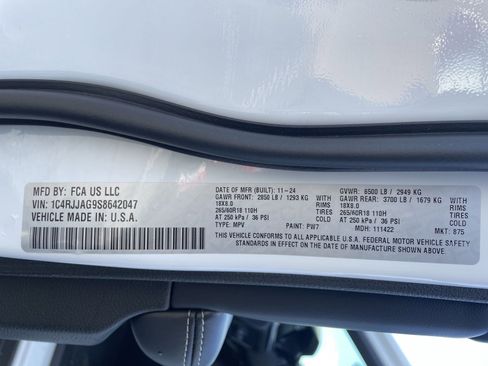 MFD BY: FCA US LLC
VIN: 1C4RJJAG9S8642047
VEHICLE MADE IN: U.S.A.
DATE OF MFR (BUILT): 11-24
GAWR FRONT: 2850 LB / 1293 KG
18X8.0 RIMS
265/60R18 110H TIRES
AT 250 kPa / 36 PSI COLD
TYPE: MPV PAINT: PW7
GVWR: 6500 LB / 2949 KG
GAWR REAR: 3700 LB / 1679 KG
18X8.0 RIMS
265/60R18 110H TIRES
AT 250 kPa / 36 PSI COLD
MDH: 111422 MKT: 875
THIS VEHICLE CONFORMS TO ALL APPLICABLE U.S.A. FEDERAL MOTOR VEHICLE SAFETY
STANDARDS IN EFFECT ON THE DATE OF MANUFACTURE SHOWN ABOVE.